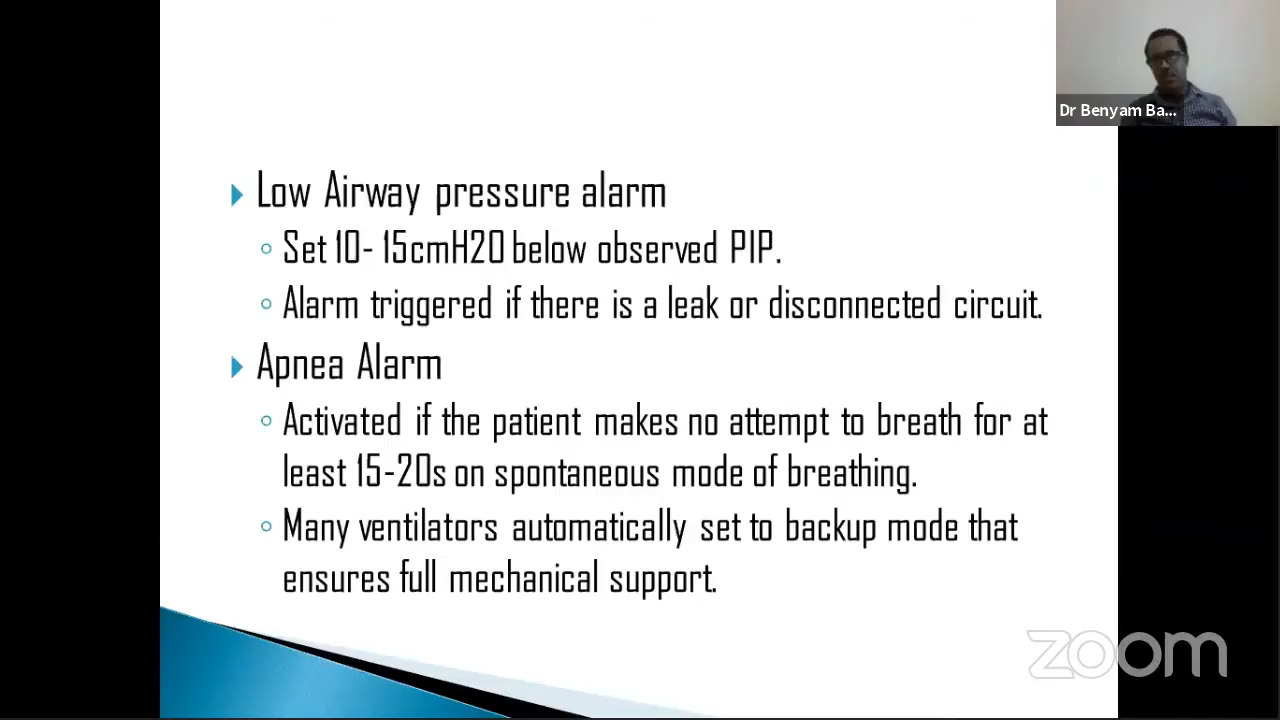 Dr Benyam Ba...
Low Airway pressure alarm
Set 10- 15cmH20 below observed PIP.
Alarm triggered if there is a leak or disconnected circuit.
Apnea Alarm
Activated if the patient makes no attempt to breath for at
least 15-20s on spontaneous mode of breathing.
Many ventilators automatically set to backup mode that
ensures full mechanical support.
zoom